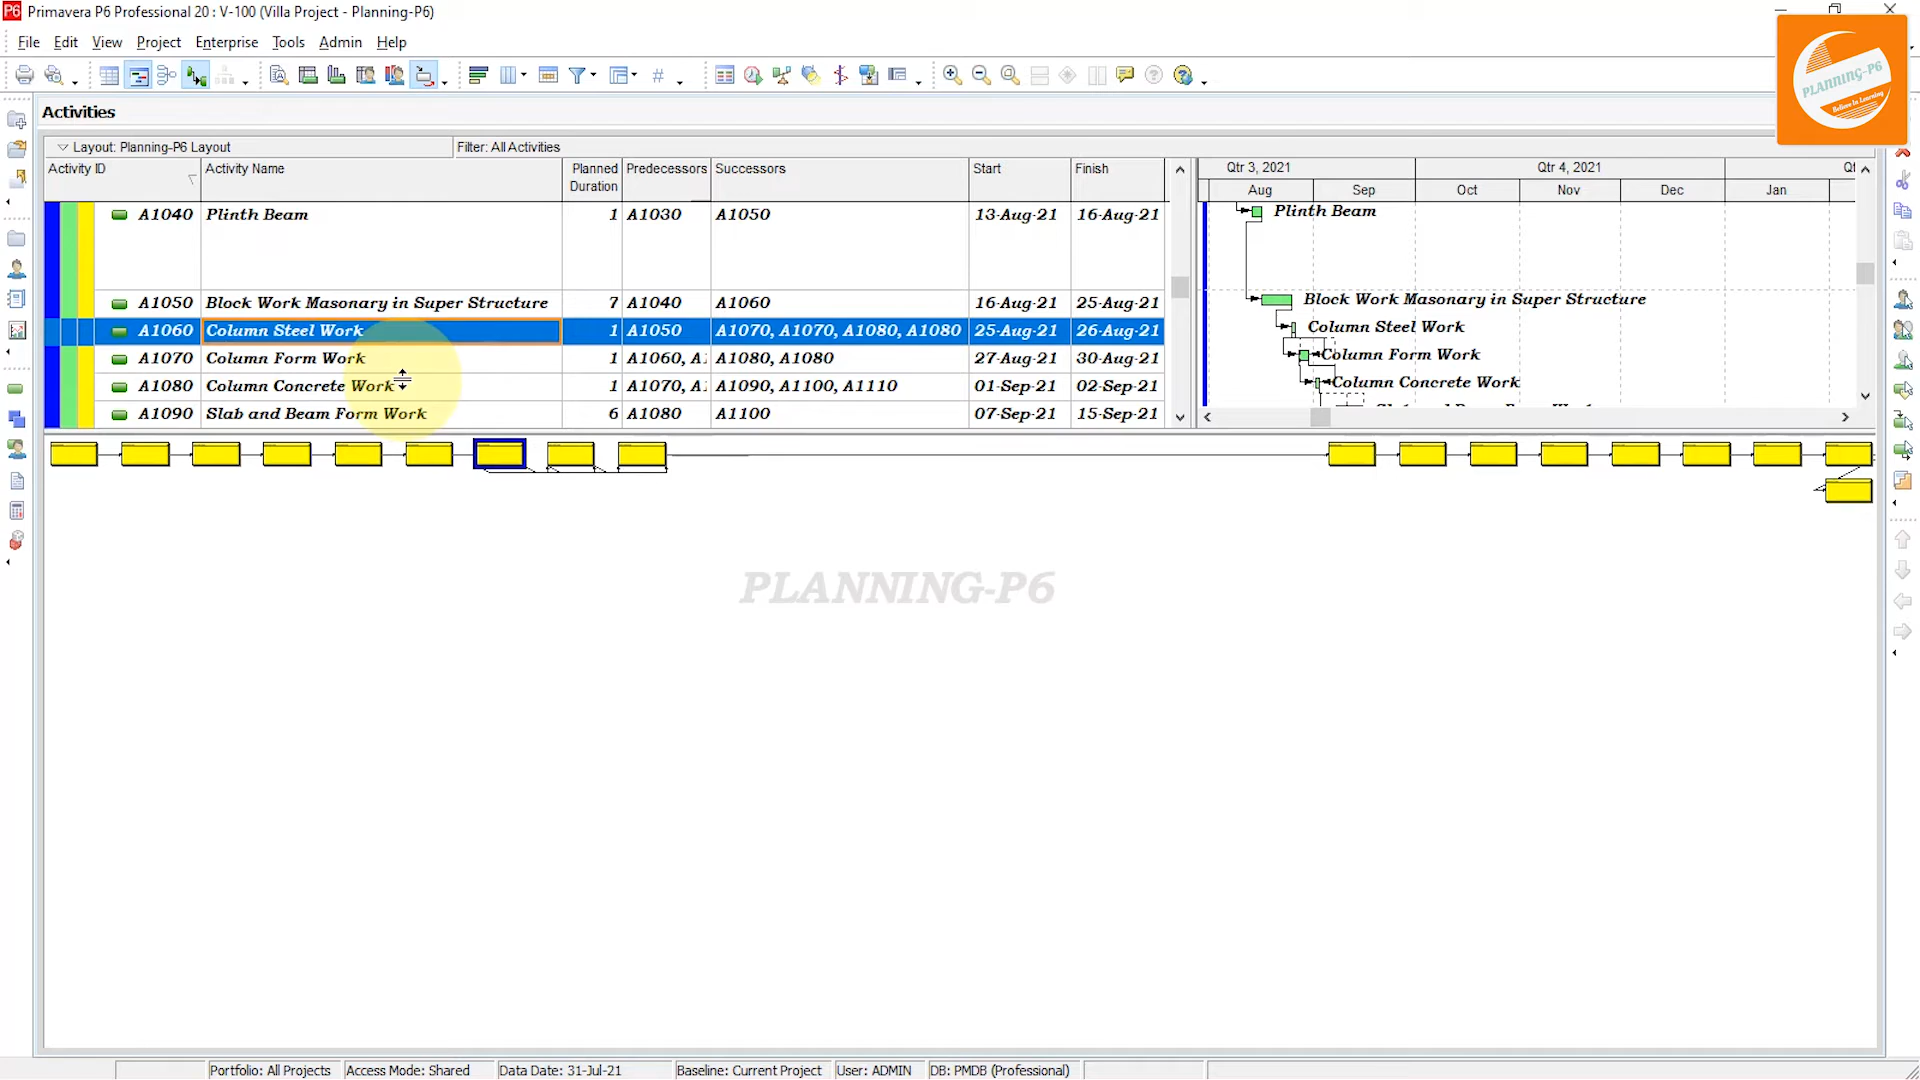 P6 Primavera P6 Professional 20 : V-100 (Villa Project - Planning-P6)
File Edit View Project Enterprise Tools Admin Help
PLANNING-P6
Believe In Learning
Activities
Layout: Planning-P6 Layout Filter: All Activities
Activity ID Activity Name Planned Duration Predecessors Successors Start Finish
Qtr 3, 2021 Qtr 4, 2021
Aug Sep Oct Nov Dec Jan
A1040 Plinth Beam 1 A1030 A1050 13-Aug-21 16-Aug-21 Plinth Beam
A1050 Block Work Masonary in Super Structure 7 A1040 A1060 16-Aug-21 25-Aug-21 Block Work Masonary in Super Structure
A1060 Column Steel Work 1 A1050 A1070, A1070, A1080, A1080 25-Aug-21 26-Aug-21 Column Steel Work
A1070 Column Form Work 1 A1060, A1080, A1080 27-Aug-21 30-Aug-21 Column Form Work
A1080 Column Concrete Work 1 A1070, A1090, A1100, A1110 01-Sep-21 02-Sep-21 Column Concrete Work
A1090 Slab and Beam Form Work 6 A1080 A1100 07-Sep-21 15-Sep-21
PLANNING-P6
Portfolio: All Projects Access Mode: Shared Data Date: 31-Jul-21 Baseline: Current Project User: ADMIN DB: PMDB (Professional)